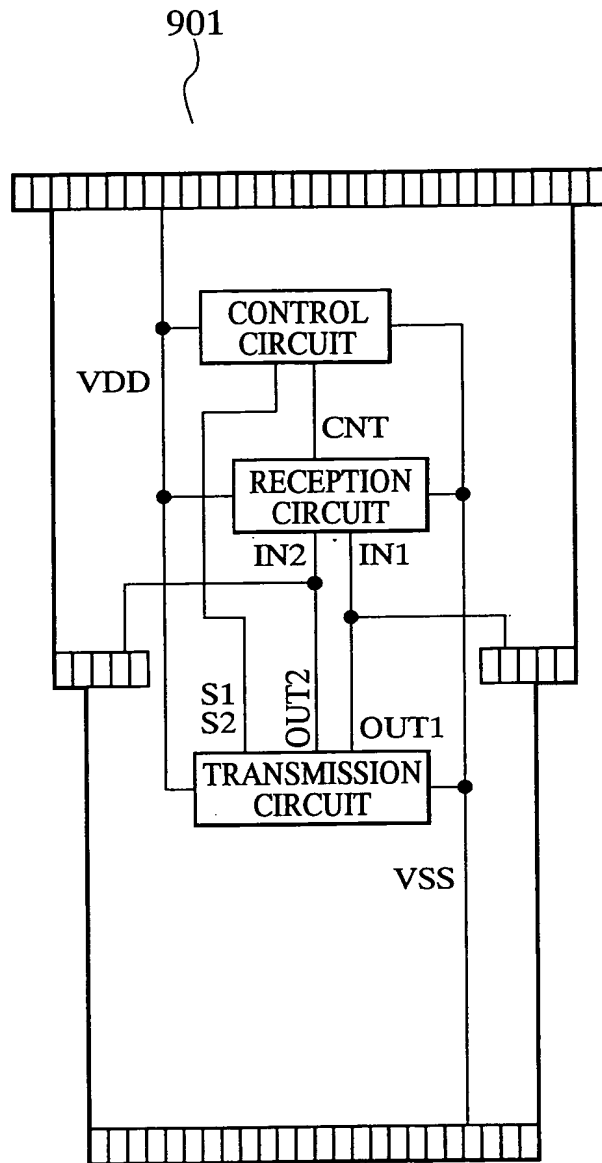 901
CONTROL
CIRCUIT
VDD
CNT
RECEPTION
CIRCUIT
IN2
IN1
S1
S2
OUT2
OUT1
TRANSMISSION
CIRCUIT
VSS